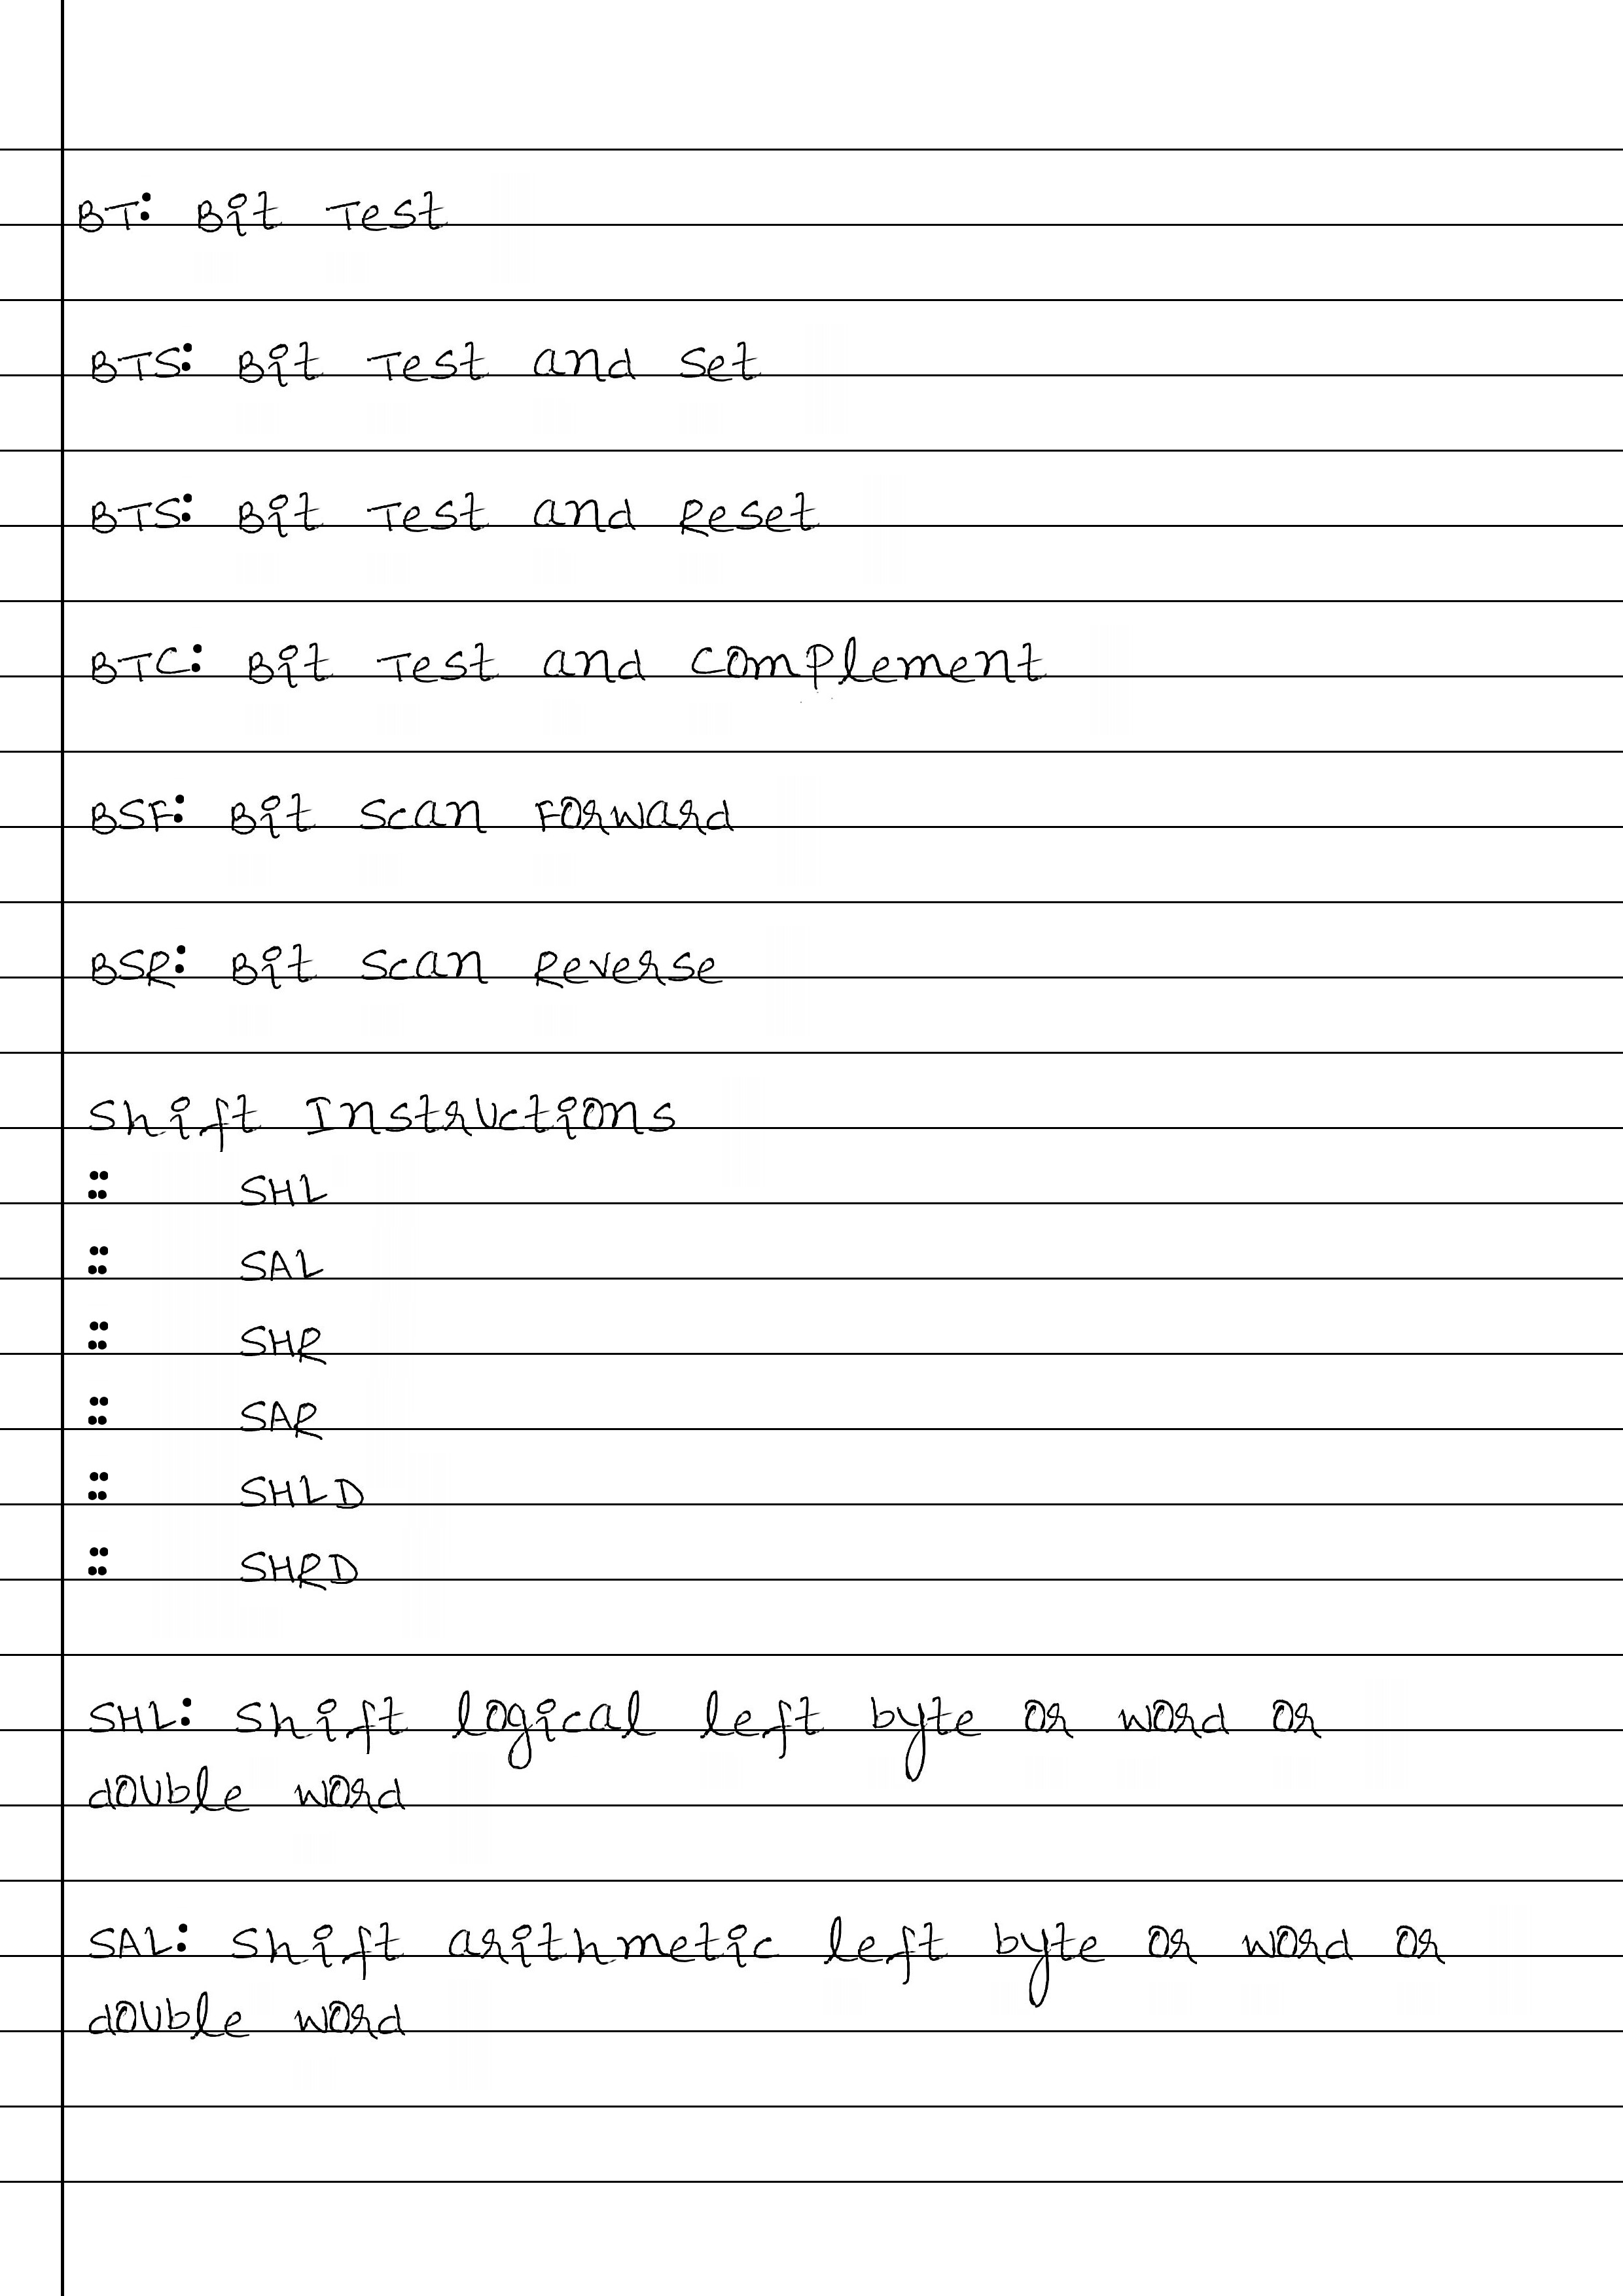 BT: Bit Test
BTS: Bit Test and Set
BTS: Bit Test and Reset
BTC: Bit Test and Complement
BSF: Bit Scan Forward
BSR: Bit Scan Reverse
Shift Instructions
:: SHL
:: SAL
:: SHR
:: SAR
:: SHLD
:: SHRD
SHL: Shift logical left byte or word or
double word
SAL: Shift arithmetic left byte or word or
double word